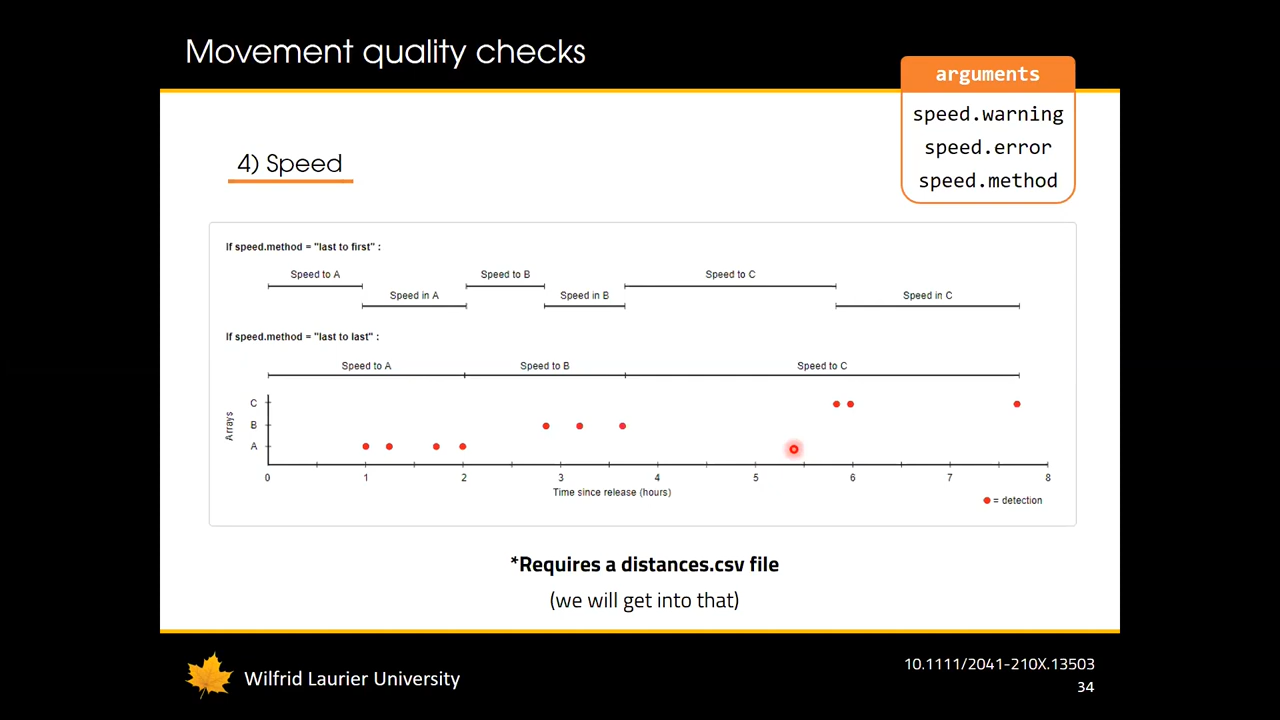 Movement quality checks
arguments
speed.warning
speed.error
speed.method
4) Speed
If speed.method = "last to first" :
Speed to A
Speed to B
Speed to C
Speed in A
Speed in B
Speed in C
If speed.method = "last to last" :
Speed to A
Speed to B
Speed to C
Arrays
C
B
A
0 1 2 3 4 5 6 7 8
Time since release (hours)
= detection
*Requires a distances.csv file
(we will get into that)
Wilfrid Laurier University
10.1111/2041-210X.13503
34